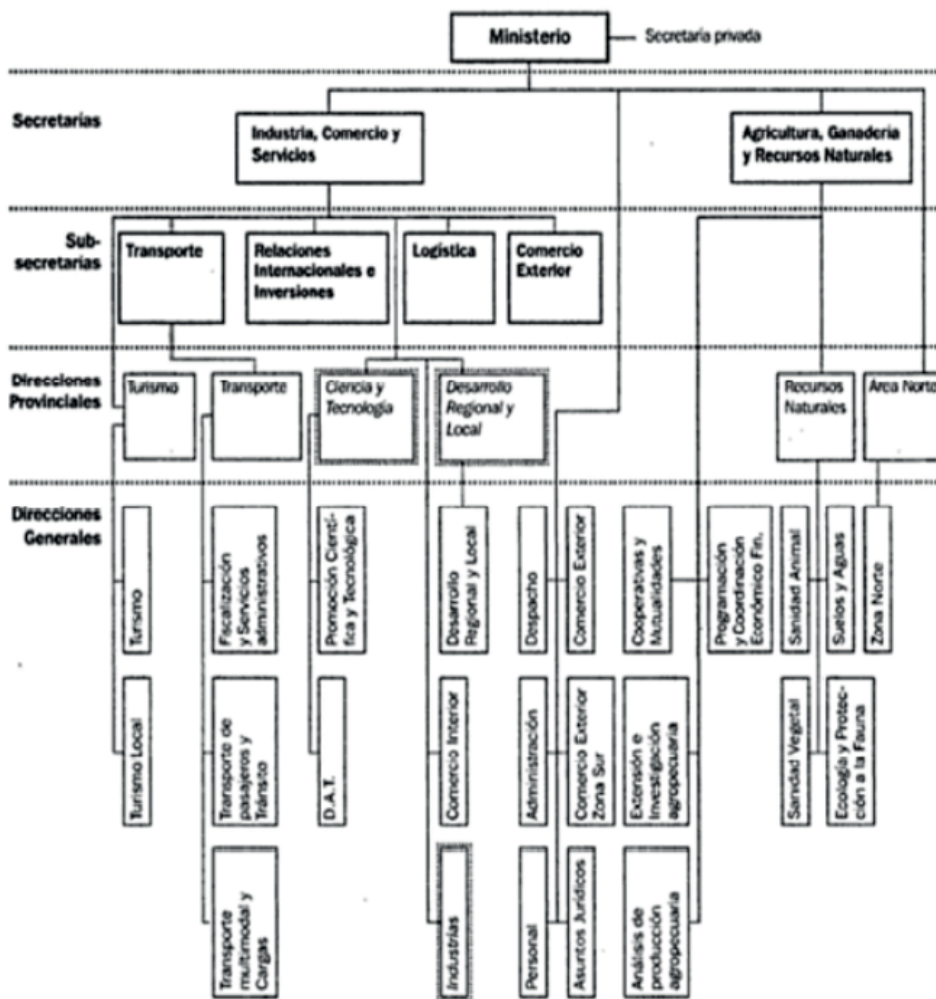 Ministerio
Secretaria privada
Secretarías
Industria, Comercio y
Servicios
Agricultura, Ganadería
y Recursos Naturales
Sub-
secretarías
Transporte
Relaciones
Internacionales e
Inversiones
Logística
Comercio
Exterior
Direcciones
Provinciales
Turismo
Transporte
Ciencia y
Tecnología
Desarrollo
Regional y
Local
Recursos
Naturales
Area Norte
Direcciones
Generales
Turismo
Fiscalización
y Servicios
administrativos
Promoción Cientí-
fica y Tecnológica
Desarrollo
Regional y Local
Despacho
Comercio Exterior
Cooperativas y
Mutualidades
Programación
y Coordinación
Económico Fin.
Sanidad Animal
Suelos y Aguas
Zona Norte
Turismo Local
Transporte de
pasajeros y
Tránsito
D.A.T.
Comercio Interior
Administración
Comercio Exterior
Zona Sur
Extensión e
Investigación
agropecuaria
Sanidad Vegetal
Ecología y Protec-
ción a la Fauna
Transporte
multimodal y
Cargas
Industrias
Personal
Asuntos Jurídicos
Análisis de
producción
agropecuaria